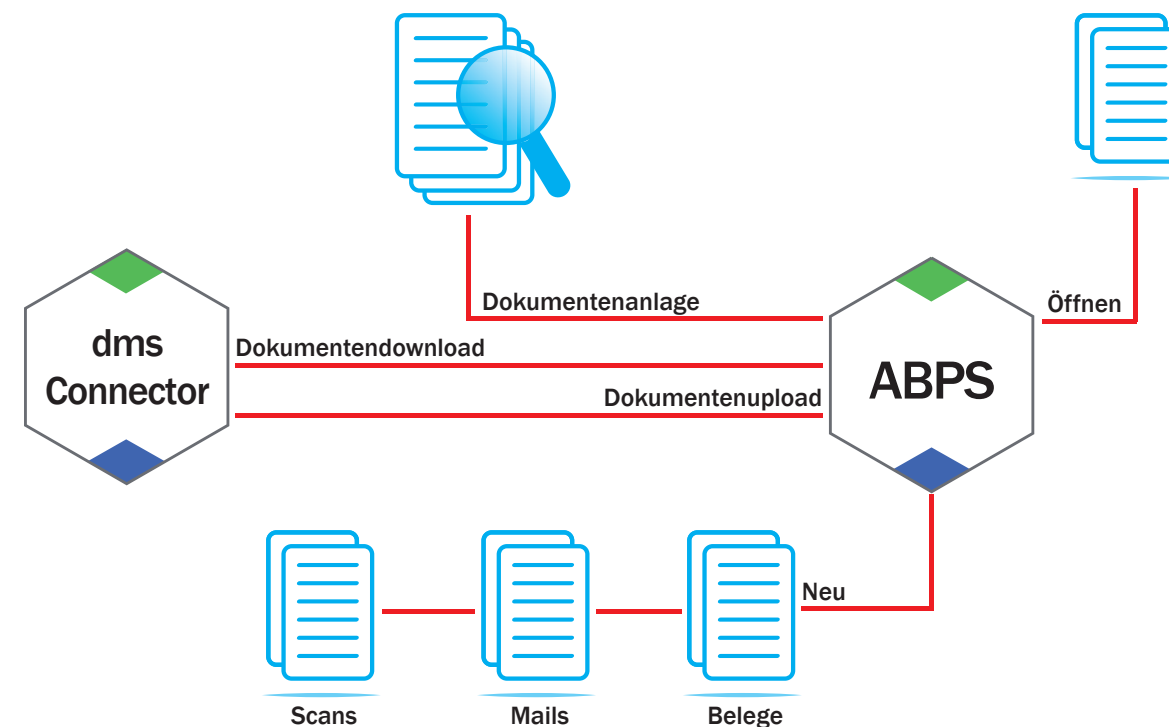 Dokumentenanlage
Öffnen
dms
Connector
Dokumentendownload
Dokumentenupload
ABPS
Neu
Scans
Mails
Belege